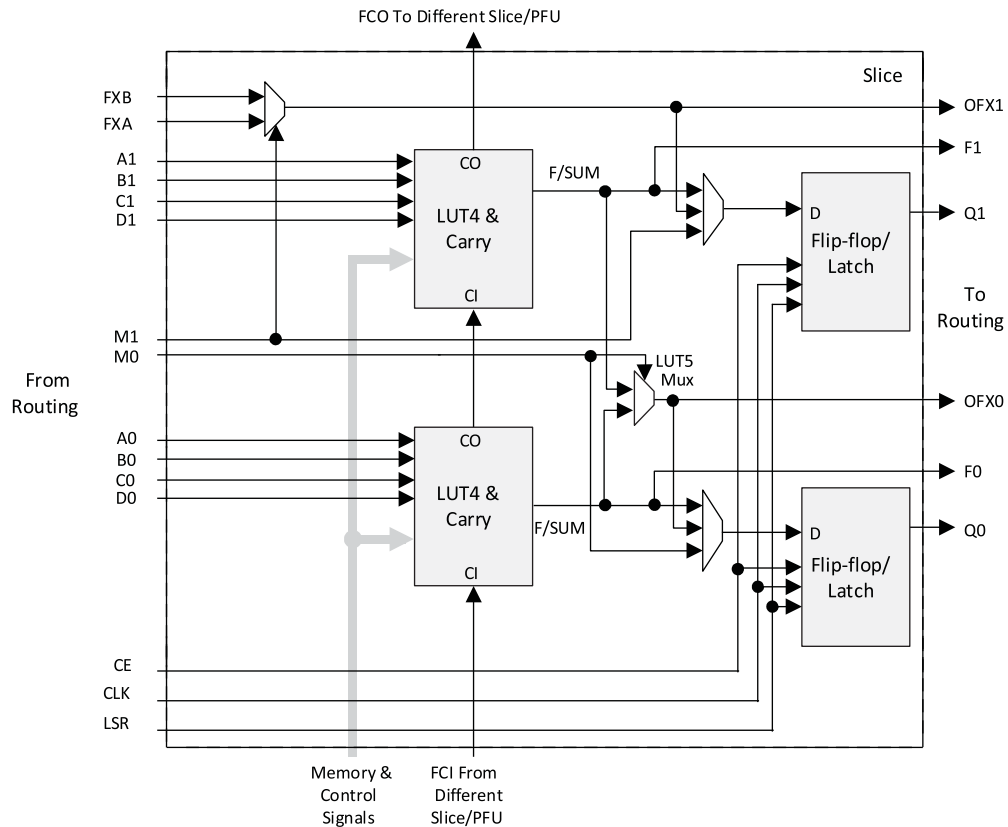 FCO To Different Slice/PFU
Slice
FXB
FXA
OFX1
F1
A1
B1
C1
D1
CO
F/SUM
LUT4 &
Carry
CI
D
Flip-flop/
Latch
Q1
To
Routing
M1
M0
LUT5
Mux
From
Routing
OFX0
A0
B0
C0
D0
CO
LUT4 &
Carry
CI
F/SUM
F0
D
Flip-flop/
Latch
Q0
CE
CLK
LSR
Memory &
Control
Signals
FCI From
Different
Slice/PFU